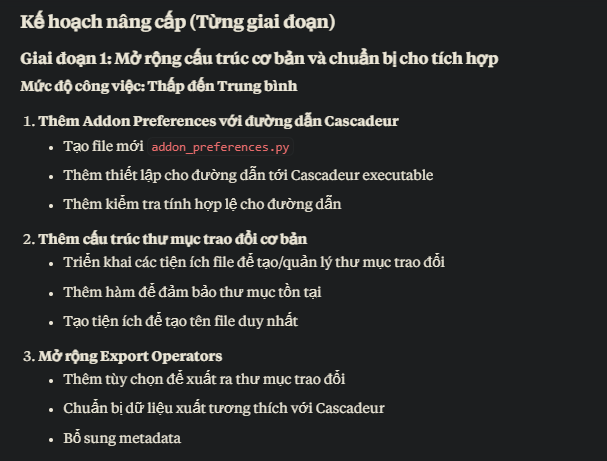 Kế hoạch nâng cấp (Từng giai đoạn)
Giai đoạn 1: Mở rộng cấu trúc cơ bản và chuẩn bị cho tích hợp
Mức độ công việc: Thấp đến Trung bình
1. Thêm Addon Preferences với đường dẫn Cascadeur
• Tạo file mới addon_preferences.py
• Thêm thiết lập cho đường dẫn tới Cascadeur executable
• Thêm kiểm tra tính hợp lệ cho đường dẫn
2. Thêm cấu trúc thư mục trao đổi cơ bản
• Triển khai các tiện ích file để tạo/quản lý thư mục trao đổi
• Thêm hàm để đảm bảo thư mục tồn tại
• Tạo tiện ích để tạo tên file duy nhất
3. Mở rộng Export Operators
• Thêm tùy chọn để xuất ra thư mục trao đổi
• Chuẩn bị dữ liệu xuất tương thích với Cascadeur
• Bổ sung metadata